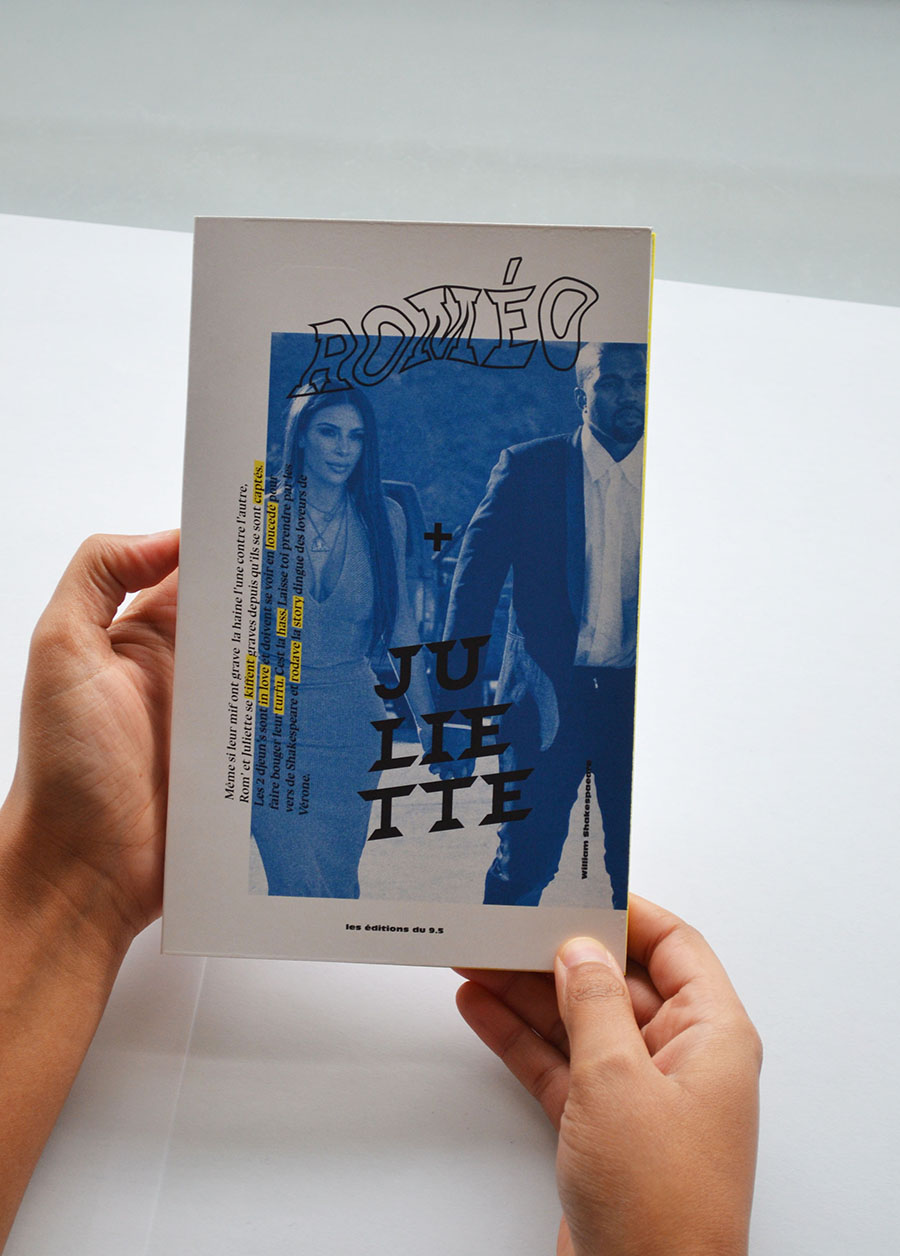 ROMÉO
+
JU
LIE
TTE
Même si leur mif ont grave la haine l'une contre l'autre,
Rom' et Juliette se kiffent graves depuis qu'ils se sont captés.
Les 2 djeun's sont in love et doivent se voir en loucedé pour
faire bouger leur turfu. C'est la hass. Laisse toi prendre par les
vers de Shakespeare et rodave la story dingue des loveurs de
Vérone.
William Shakespaears
les éditions du 9.5